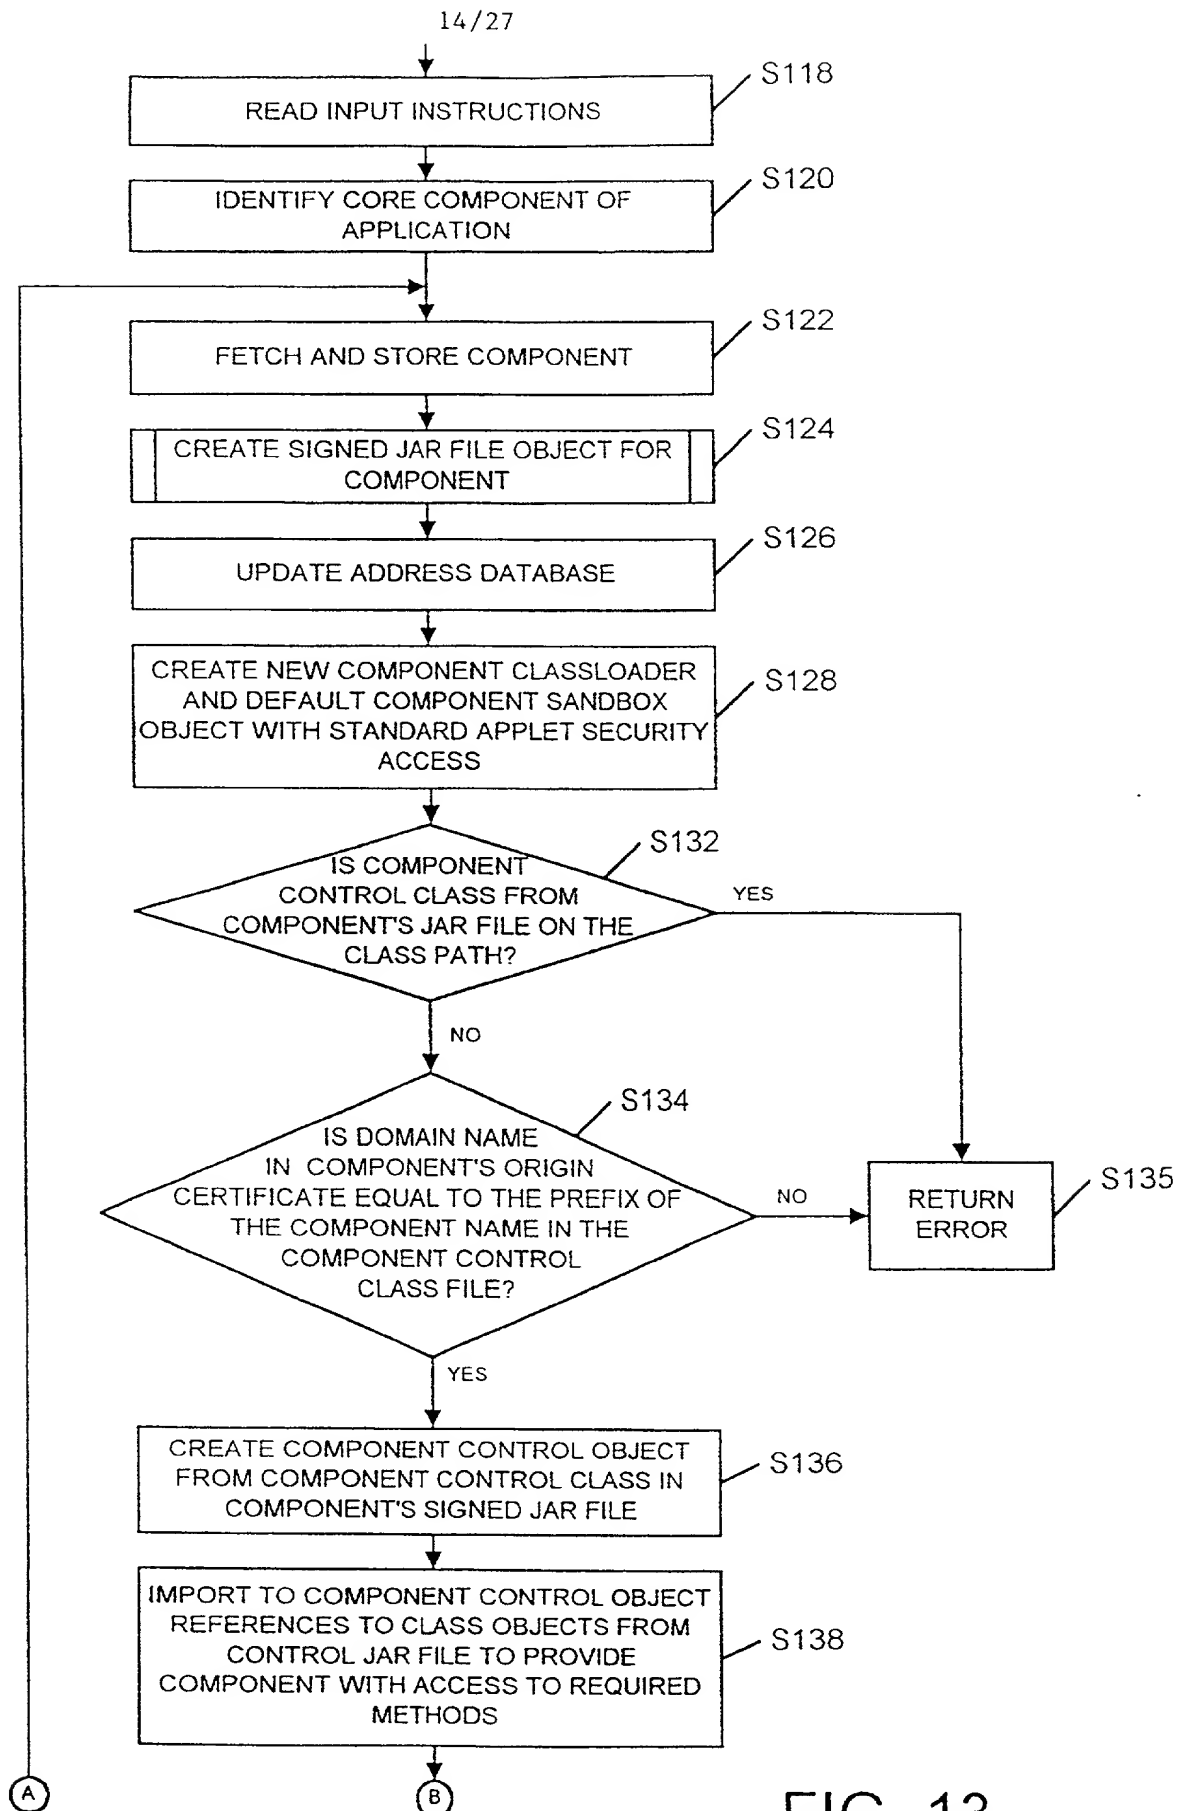 14/27
S118
READ INPUT INSTRUCTIONS
S120
IDENTIFY CORE COMPONENT OF
APPLICATION
S122
FETCH AND STORE COMPONENT
S124
CREATE SIGNED JAR FILE OBJECT FOR
COMPONENT
S126
UPDATE ADDRESS DATABASE
S128
CREATE NEW COMPONENT CLASSLOADER
AND DEFAULT COMPONENT SANDBOX
OBJECT WITH STANDARD APPLET SECURITY
ACCESS
S132
IS COMPONENT
CONTROL CLASS FROM
COMPONENT'S JAR FILE ON THE
CLASS PATH?
YES
NO
S134
IS DOMAIN NAME
IN COMPONENT'S ORIGIN
CERTIFICATE EQUAL TO THE PREFIX OF
THE COMPONENT NAME IN THE
COMPONENT CONTROL
CLASS FILE?
NO
RETURN
ERROR
S135
YES
CREATE COMPONENT CONTROL OBJECT
FROM COMPONENT CONTROL CLASS IN
COMPONENT'S SIGNED JAR FILE
S136
IMPORT TO COMPONENT CONTROL OBJECT
REFERENCES TO CLASS OBJECTS FROM
CONTROL JAR FILE TO PROVIDE
COMPONENT WITH ACCESS TO REQUIRED
METHODS
S138
A
B
FIG. 13